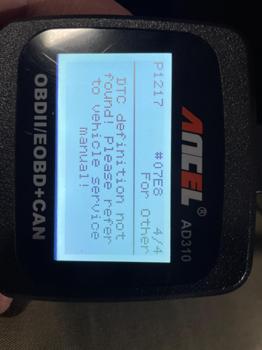 ANCEL®
AD310
P1217 #07E8 4/4
For Other
DTC definition not
found! Please refer
to vehicle service
manual!
OBDII/EOBD+CAN